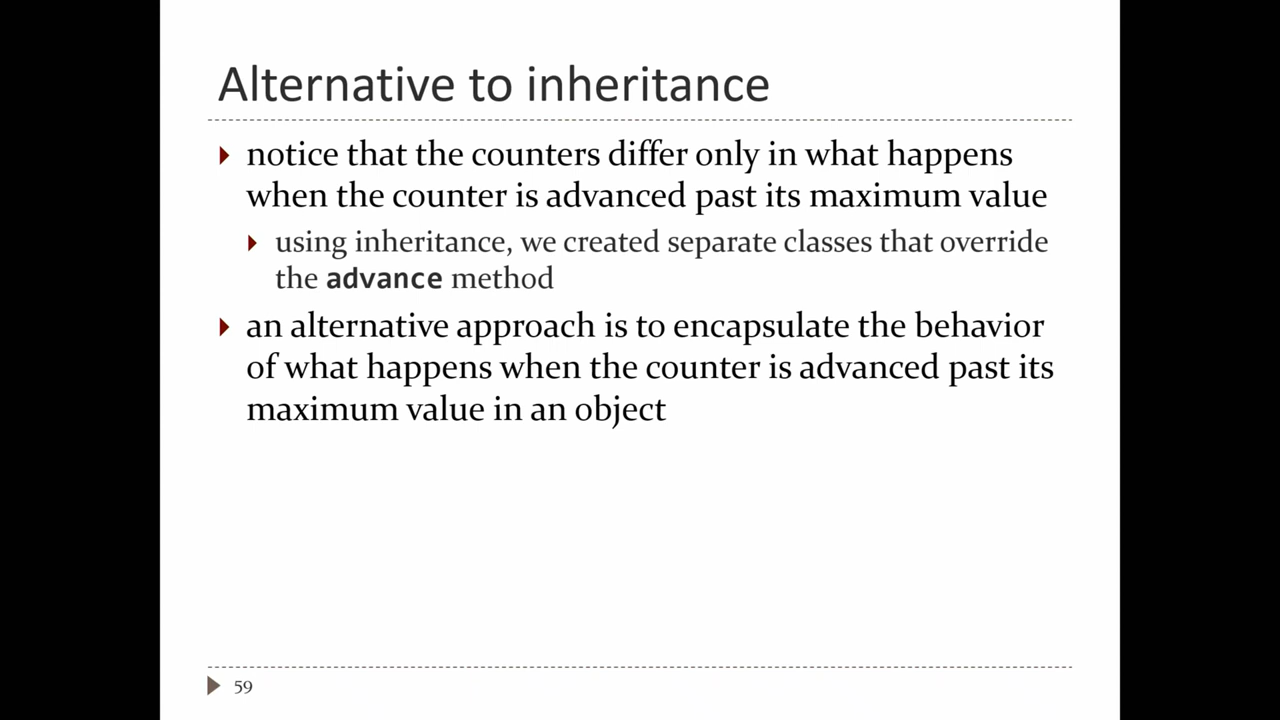 Alternative to inheritance
notice that the counters differ only in what happens
when the counter is advanced past its maximum value
using inheritance, we created separate classes that override
the advance method
an alternative approach is to encapsulate the behavior
of what happens when the counter is advanced past its
maximum value in an object
59